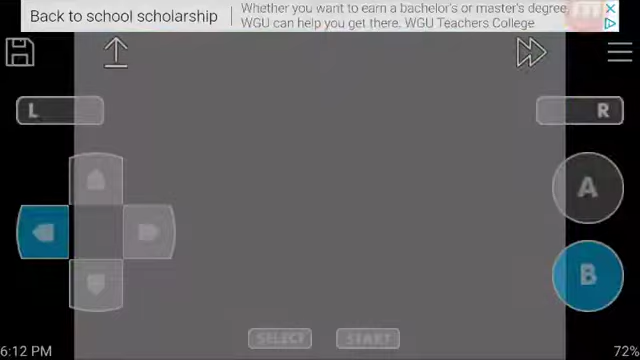 Back to school scholarship
Whether you want to earn a bachelor's or master's degree,
WGU can help you get there. WGU Teachers College
L
R
A
B
SELECT
START
6:12 PM
72%